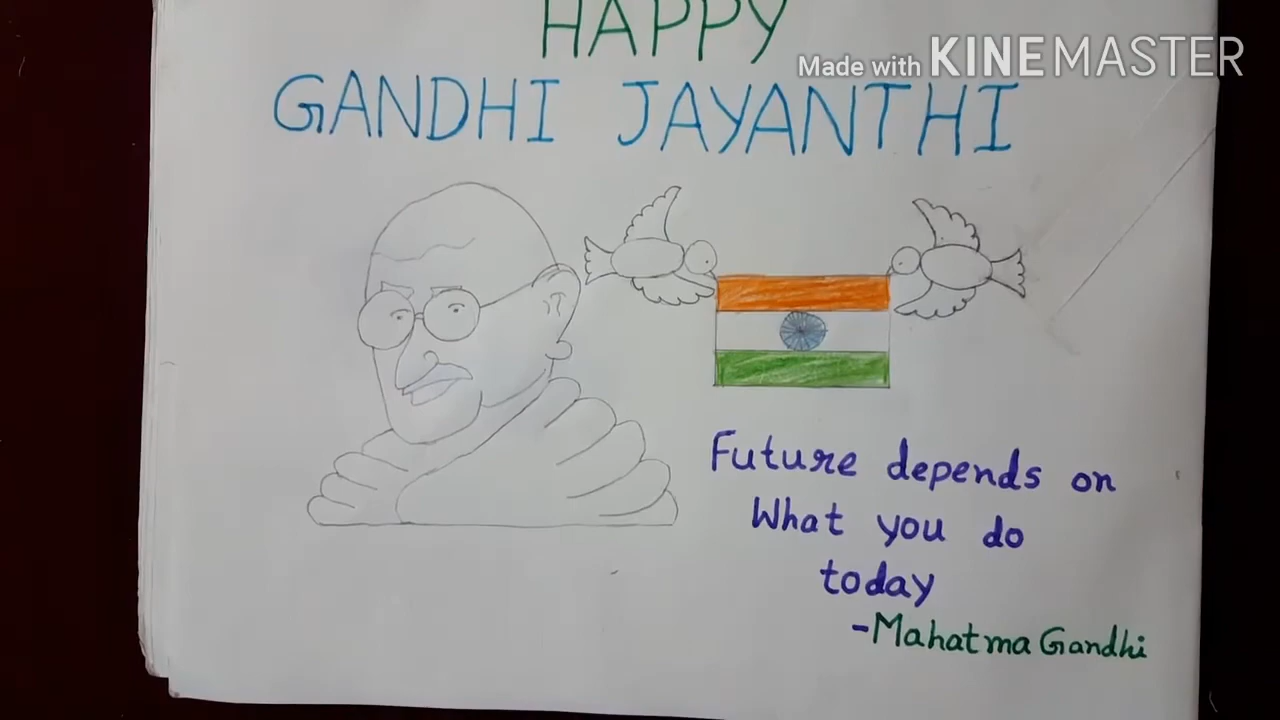 HAPPY
Made with KINEMASTER
GANDHI JAYANTHI
Future depends on
What you do
today
-Mahatma Gandhi